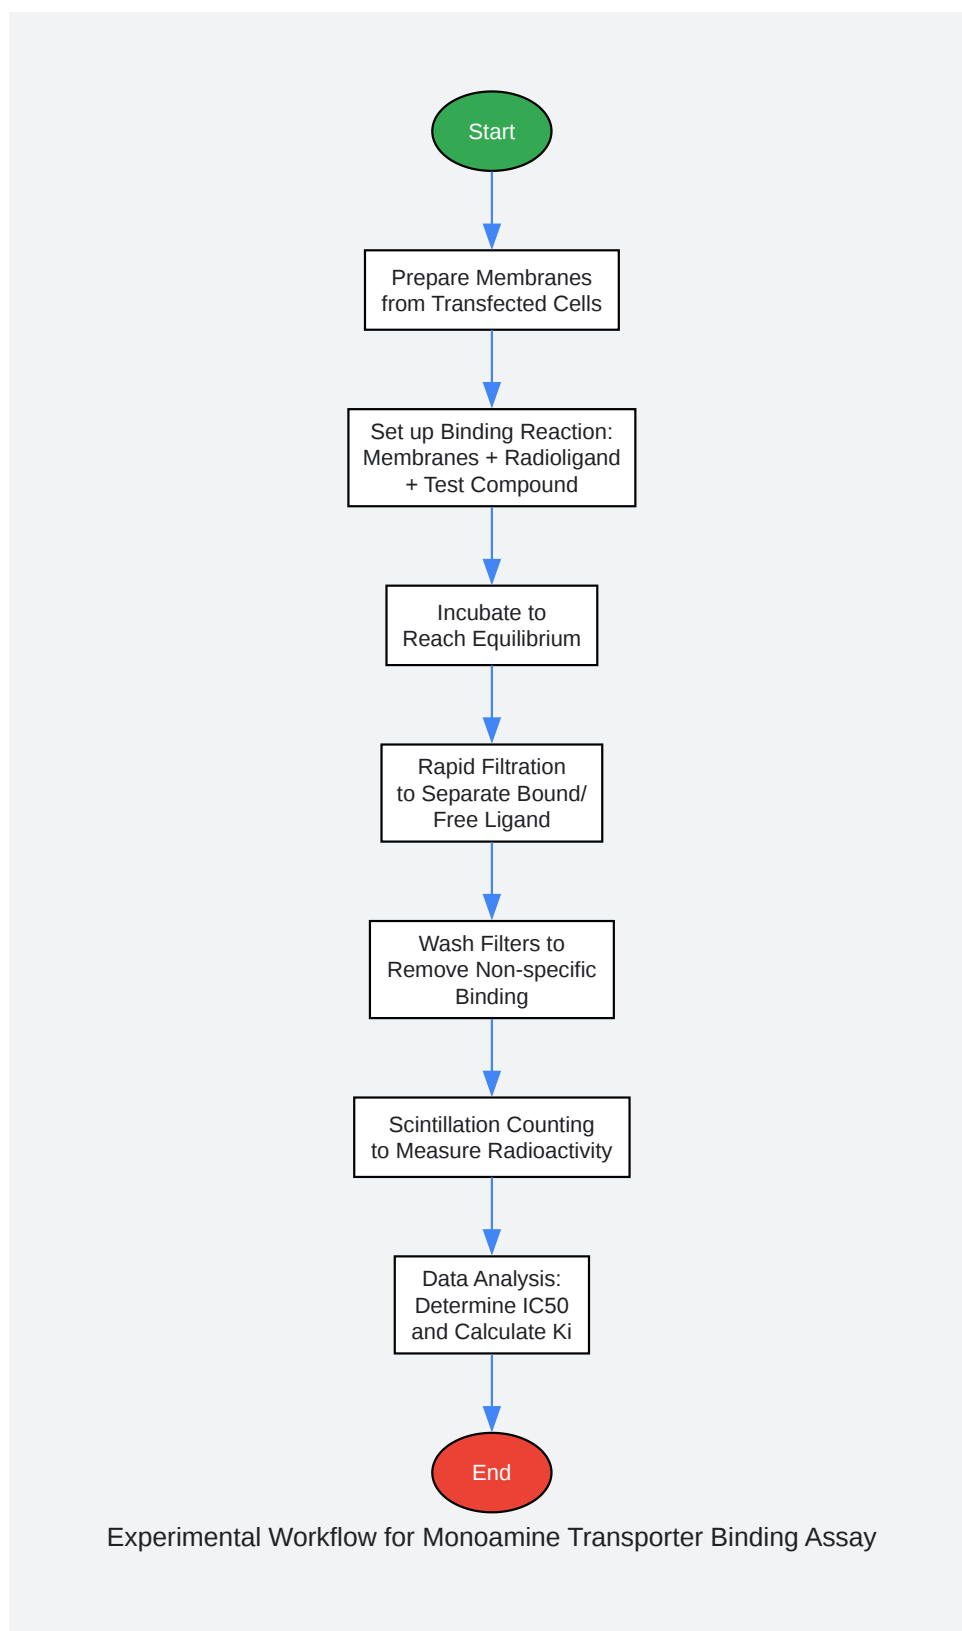 Start
Prepare Membranes
from Transfected Cells
Set up Binding Reaction:
Membranes + Radioligand
+ Test Compound
Incubate to
Reach Equilibrium
Rapid Filtration
to Separate Bound/
Free Ligand
Wash Filters to
Remove Non-specific
Binding
Scintillation Counting
to Measure Radioactivity
Data Analysis:
Determine IC50
and Calculate Ki
End
Experimental Workflow for Monoamine Transporter Binding Assay